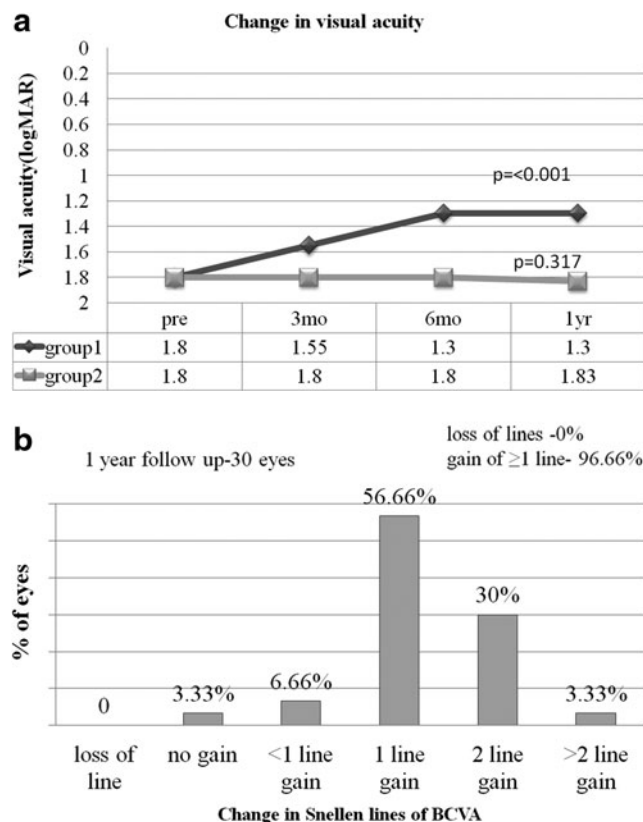 a
Change in visual acuity
Visual acuity(logMAR)
0
0.2
0.4
0.6
0.8
1
1.2
1.4
1.6
1.8
2
p=<0.001
p=0.317
pre 3mo 6mo 1yr
group1 1.8 1.55 1.3 1.3
group2 1.8 1.8 1.8 1.83
b
1 year follow up-30 eyes
loss of lines -0%
gain of ≥1 line- 96.66%
% of eyes
0
3.33%
6.66%
56.66%
30%
3.33%
loss of line
no gain
<1 line gain
1 line gain
2 line gain
>2 line gain
Change in Snellen lines of BCVA